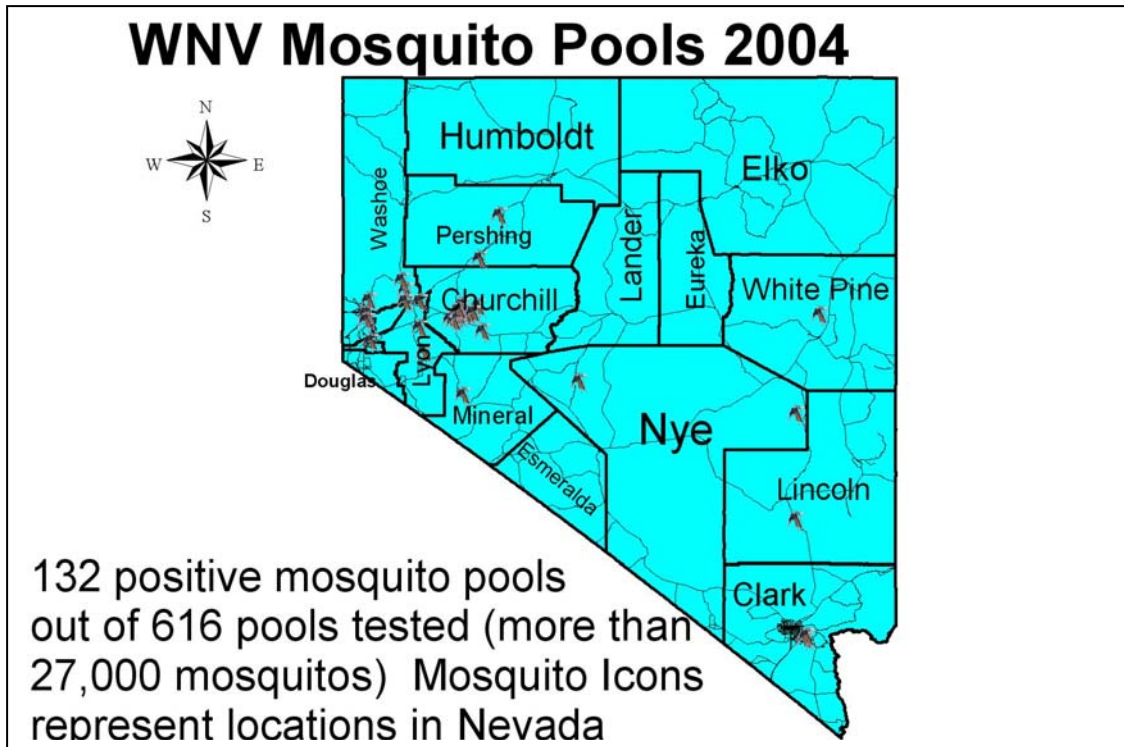 WNV Mosquito Pools 2004
N
W E
S
Humboldt
Elko
Washoe
Pershing
Lander
Eureka
Churchill
White Pine
Lyon
Douglas
Mineral
Nye
Esmeralda
Lincoln
Clark
132 positive mosquito pools
out of 616 pools tested (more than
27,000 mosquitos) Mosquito Icons
represent locations in Nevada